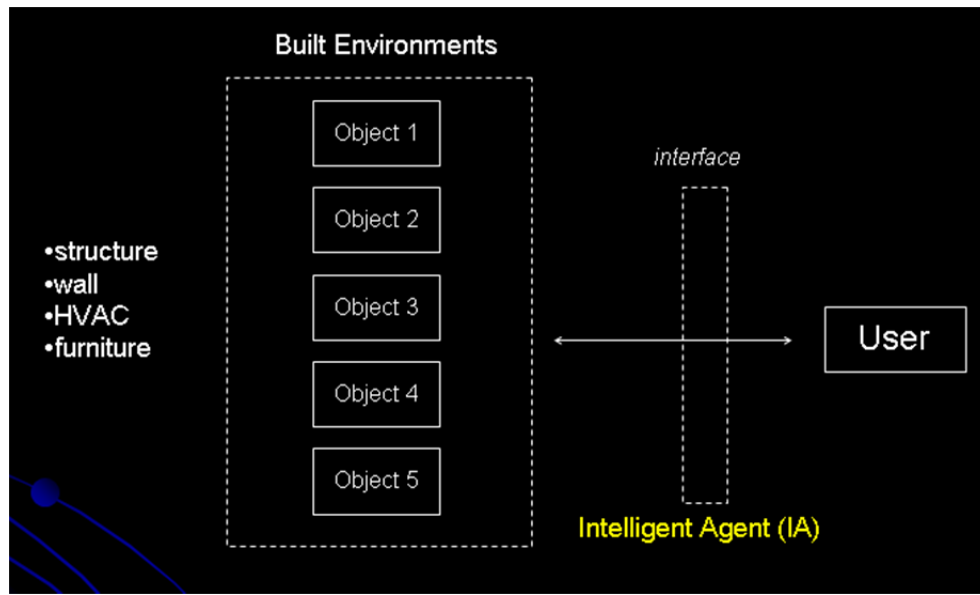 Built Environments
Object 1
Object 2
Object 3
Object 4
Object 5
•structure
•wall
•HVAC
•furniture
interface
User
Intelligent Agent (IA)